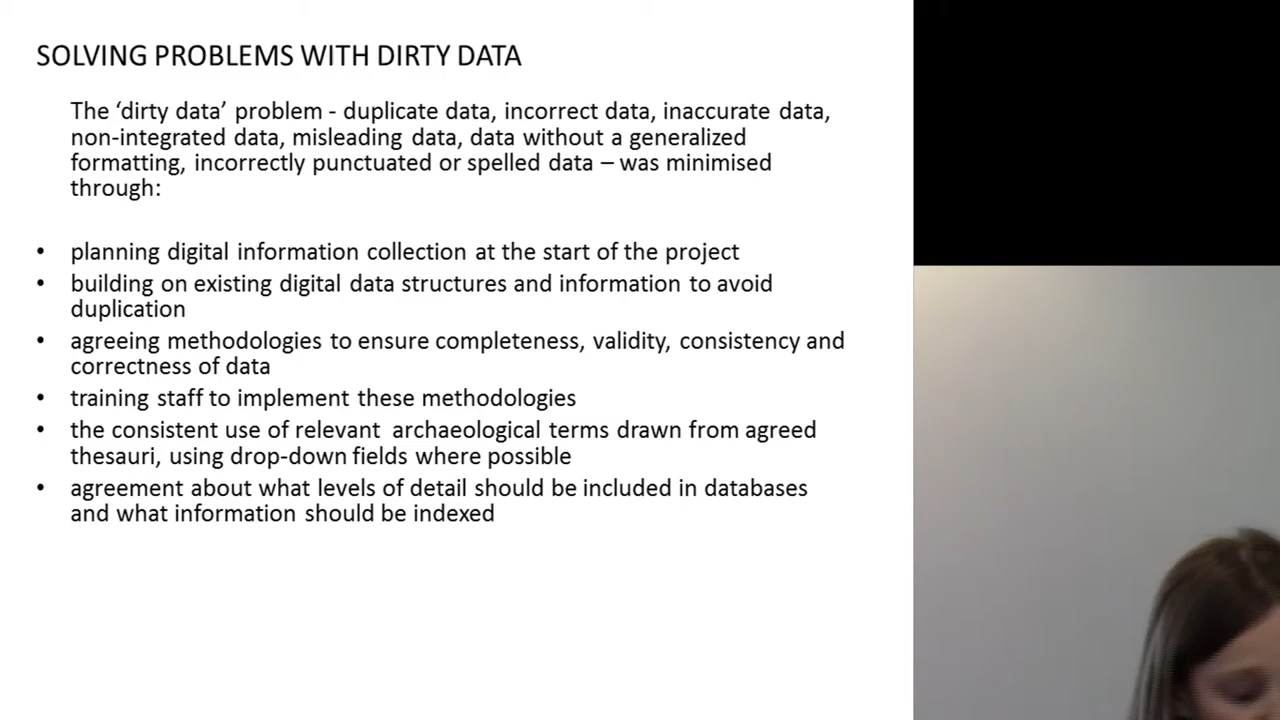 SOLVING PROBLEMS WITH DIRTY DATA
The ‘dirty data’ problem - duplicate data, incorrect data, inaccurate data,
non-integrated data, misleading data, data without a generalized
formatting, incorrectly punctuated or spelled data – was minimised
through:
• planning digital information collection at the start of the project
• building on existing digital data structures and information to avoid
duplication
• agreeing methodologies to ensure completeness, validity, consistency and
correctness of data
• training staff to implement these methodologies
• the consistent use of relevant archaeological terms drawn from agreed
thesauri, using drop-down fields where possible
• agreement about what levels of detail should be included in databases
and what information should be indexed